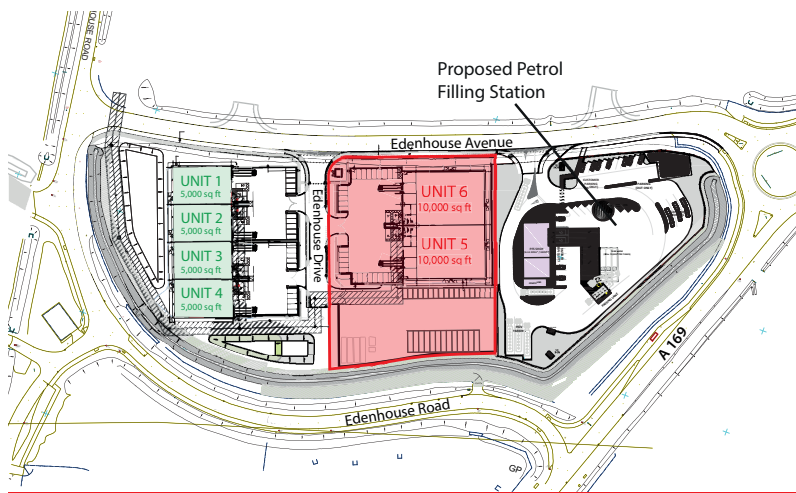 HOUSE ROAD
Proposed Petrol
Filling Station
Edenhouse Avenue
UNIT 1
5,000 sq ft
UNIT 2
5,000 sq ft
UNIT 3
5,000 sq ft
UNIT 4
5,000 sq ft
Edenhouse Drive
UNIT 6
10,000 sq ft
UNIT 5
10,000 sq ft
A 169
Edenhouse Road
GP